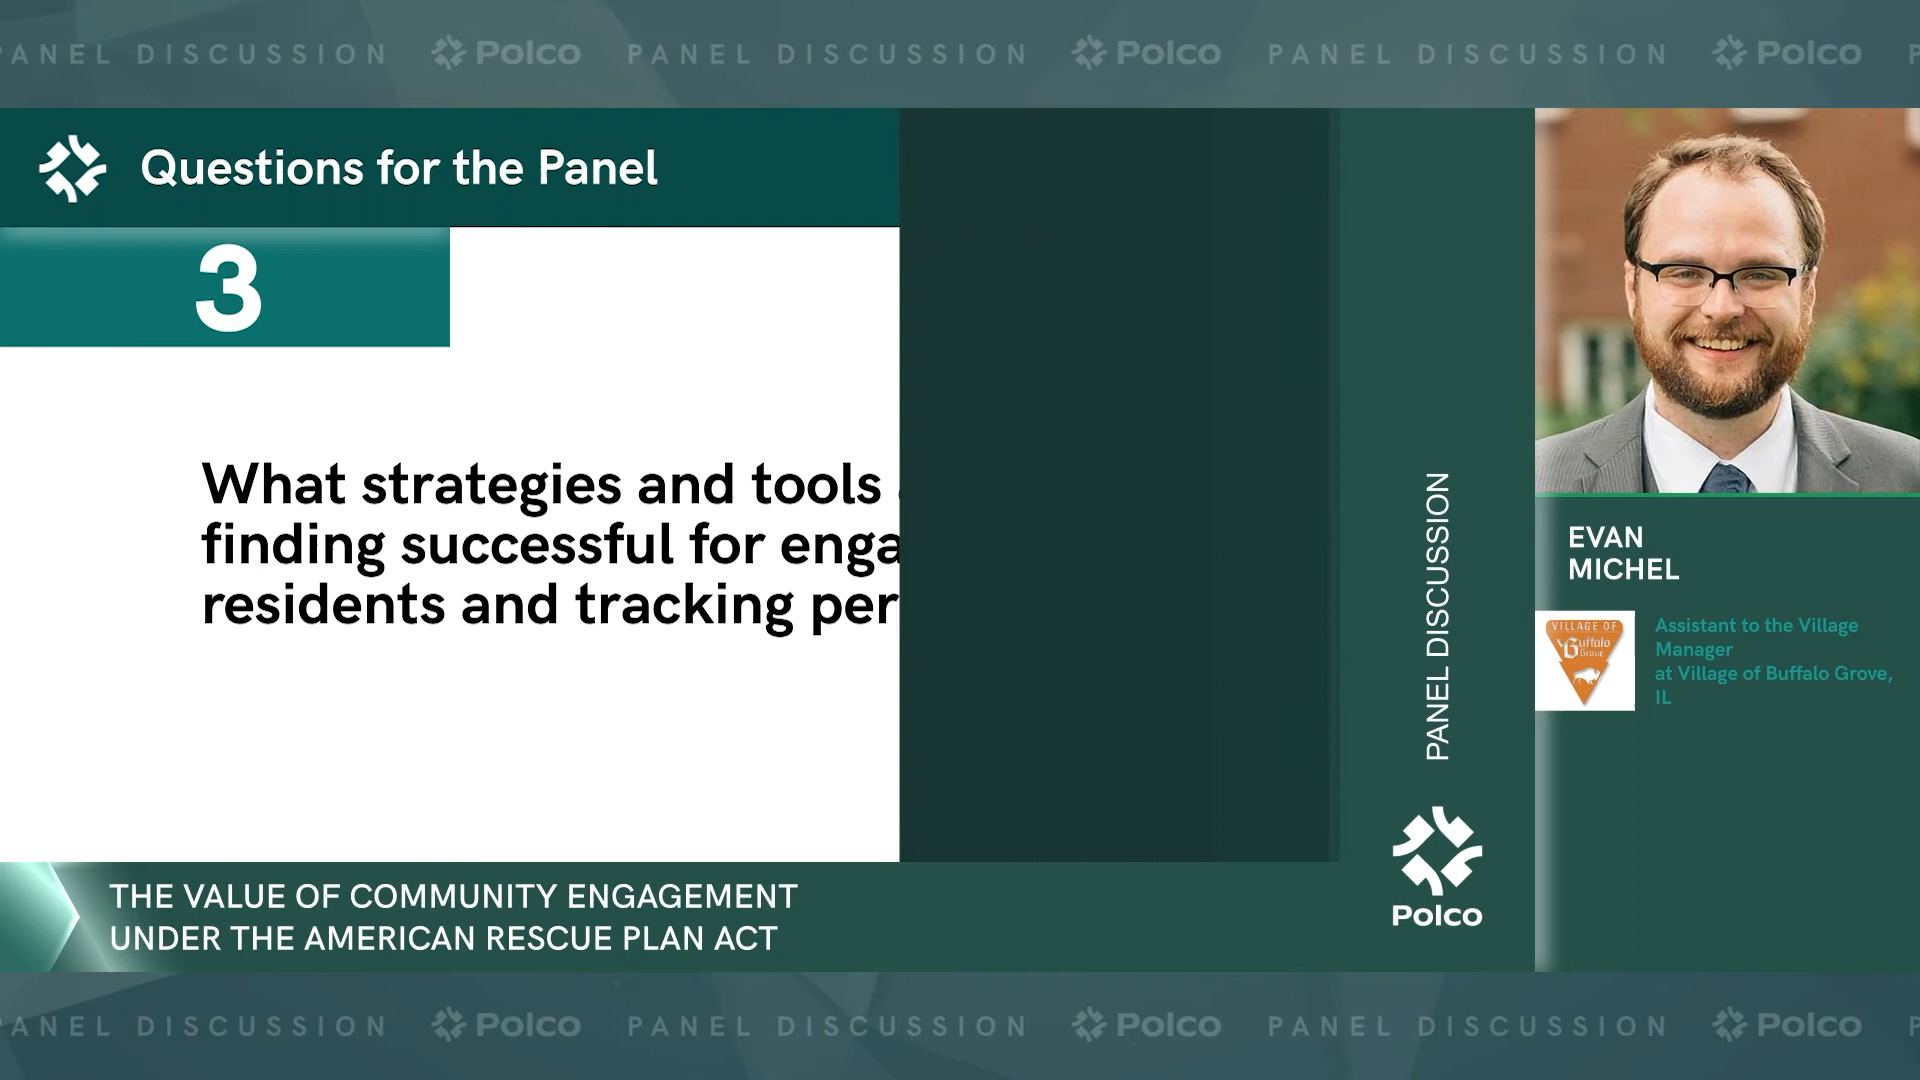 PANEL DISCUSSION Polco PANEL DISCUSSION Polco PANEL DISCUSSION Polco
Questions for the Panel
3
What strategies and tools
finding successful for enga
residents and tracking per
THE VALUE OF COMMUNITY ENGAGEMENT
UNDER THE AMERICAN RESCUE PLAN ACT
PANEL DISCUSSION
Polco
EVAN
MICHEL
VILLAGE OF
Buffalo
Grove
Assistant to the Village
Manager
at Village of Buffalo Grove,
IL
ANEL DISCUSSION Polco PANEL DISCUSSION Polco PANEL DISCUSSION Polco